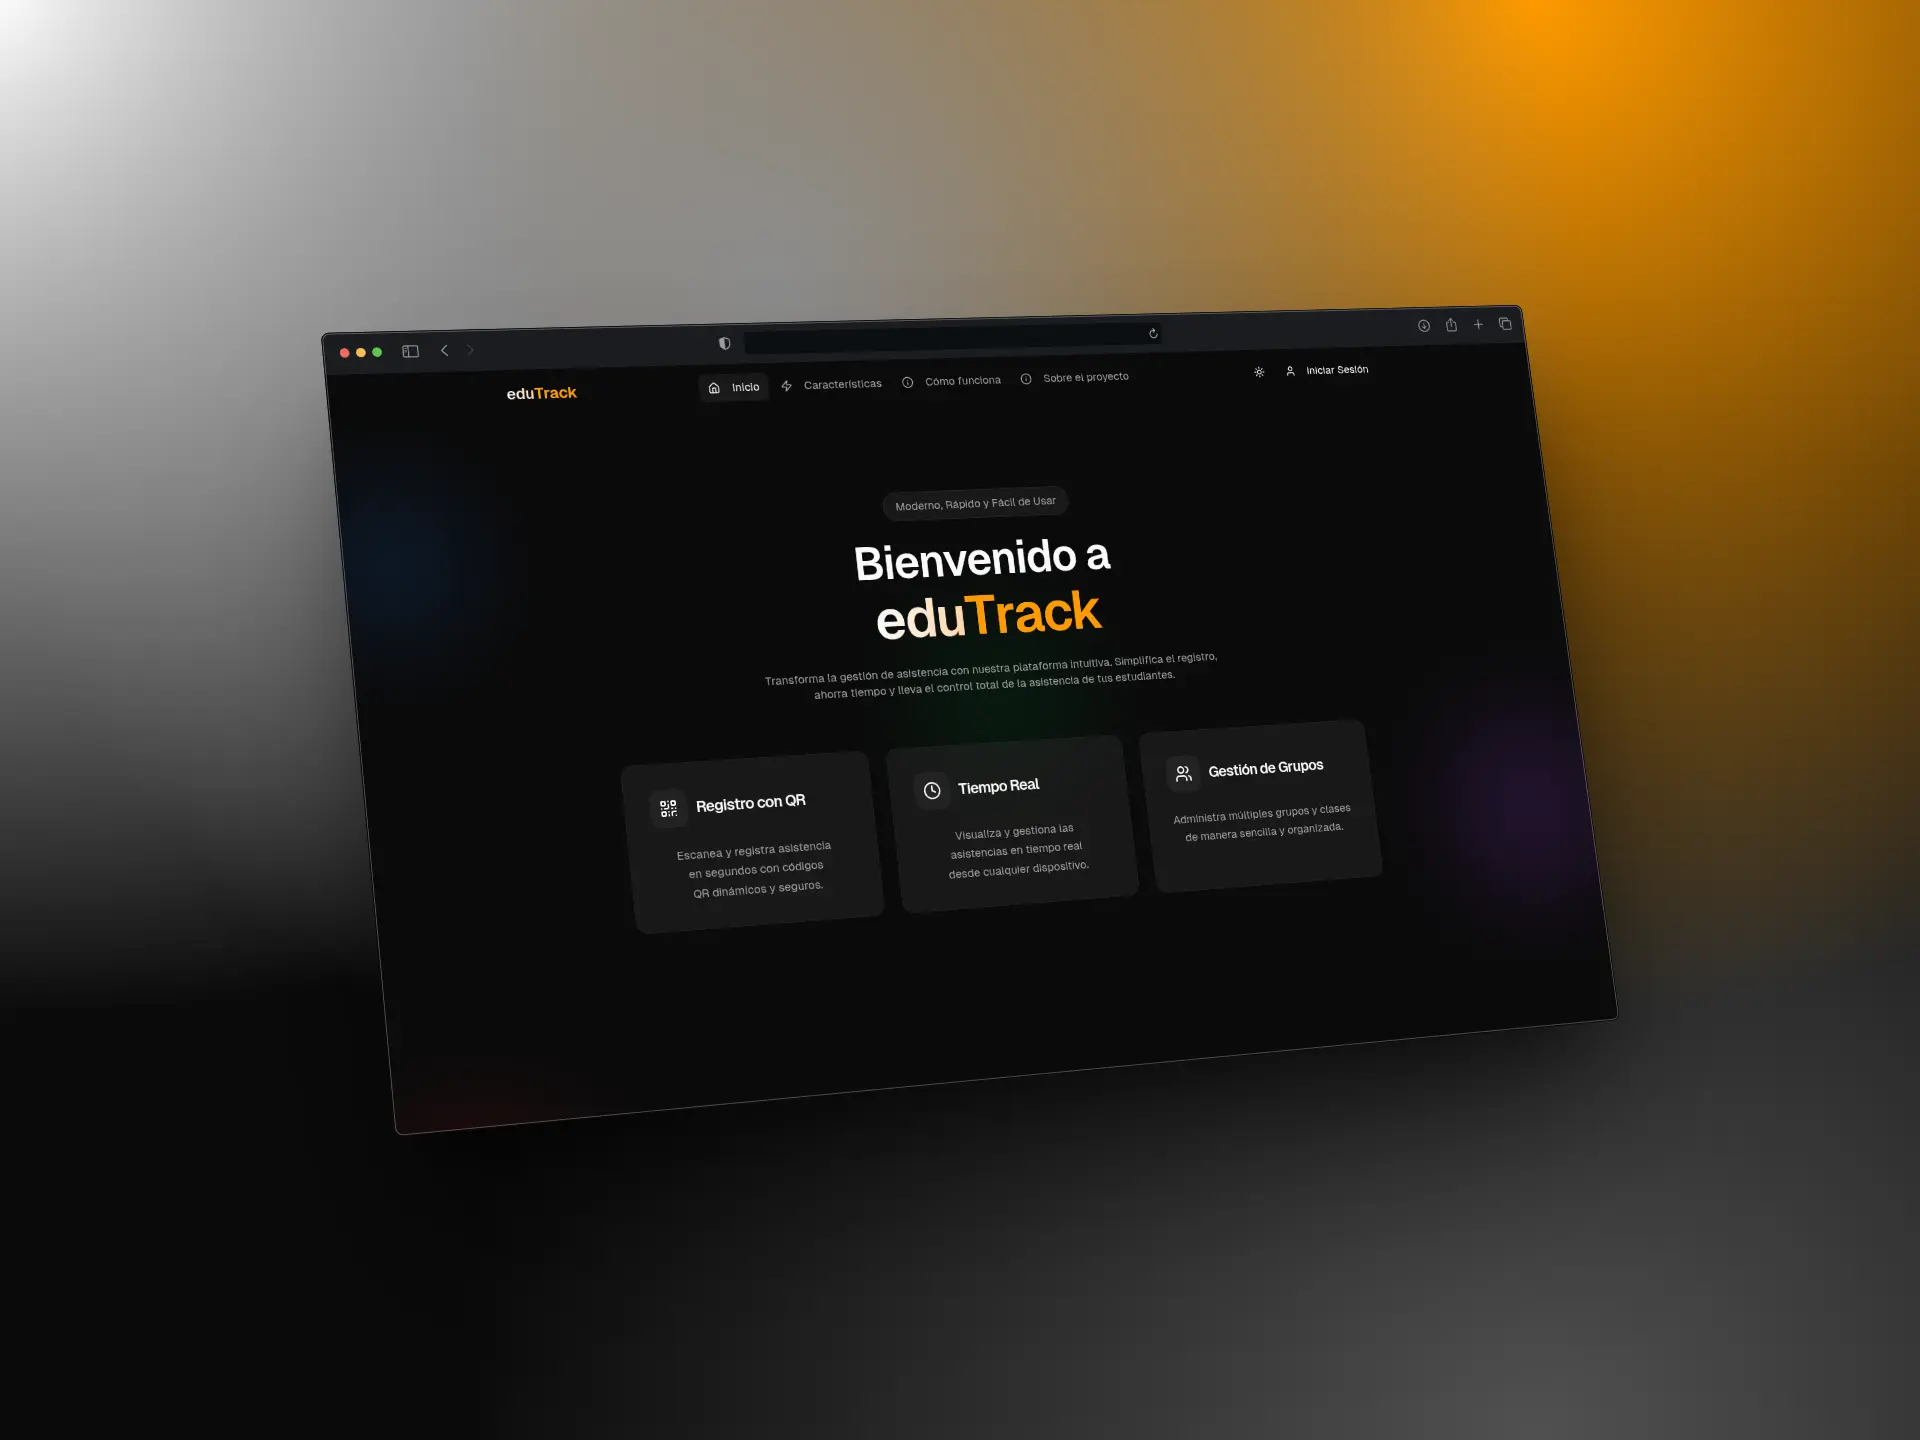 eduTrack
Inicio
Características
Cómo funciona
Sobre el proyecto
Iniciar Sesión
Moderno, Rápido y Fácil de Usar
Bienvenido a
eduTrack
Transforma la gestión de asistencia con nuestra plataforma intuitiva. Simplifica el registro,
ahorra tiempo y lleva el control total de la asistencia de tus estudiantes.
Registro con QR
Escanea y registra asistencia
en segundos con códigos
QR dinámicos y seguros.
Tiempo Real
Visualiza y gestiona las
asistencias en tiempo real
desde cualquier dispositivo.
Gestión de Grupos
Administra múltiples grupos y clases
de manera sencilla y organizada.